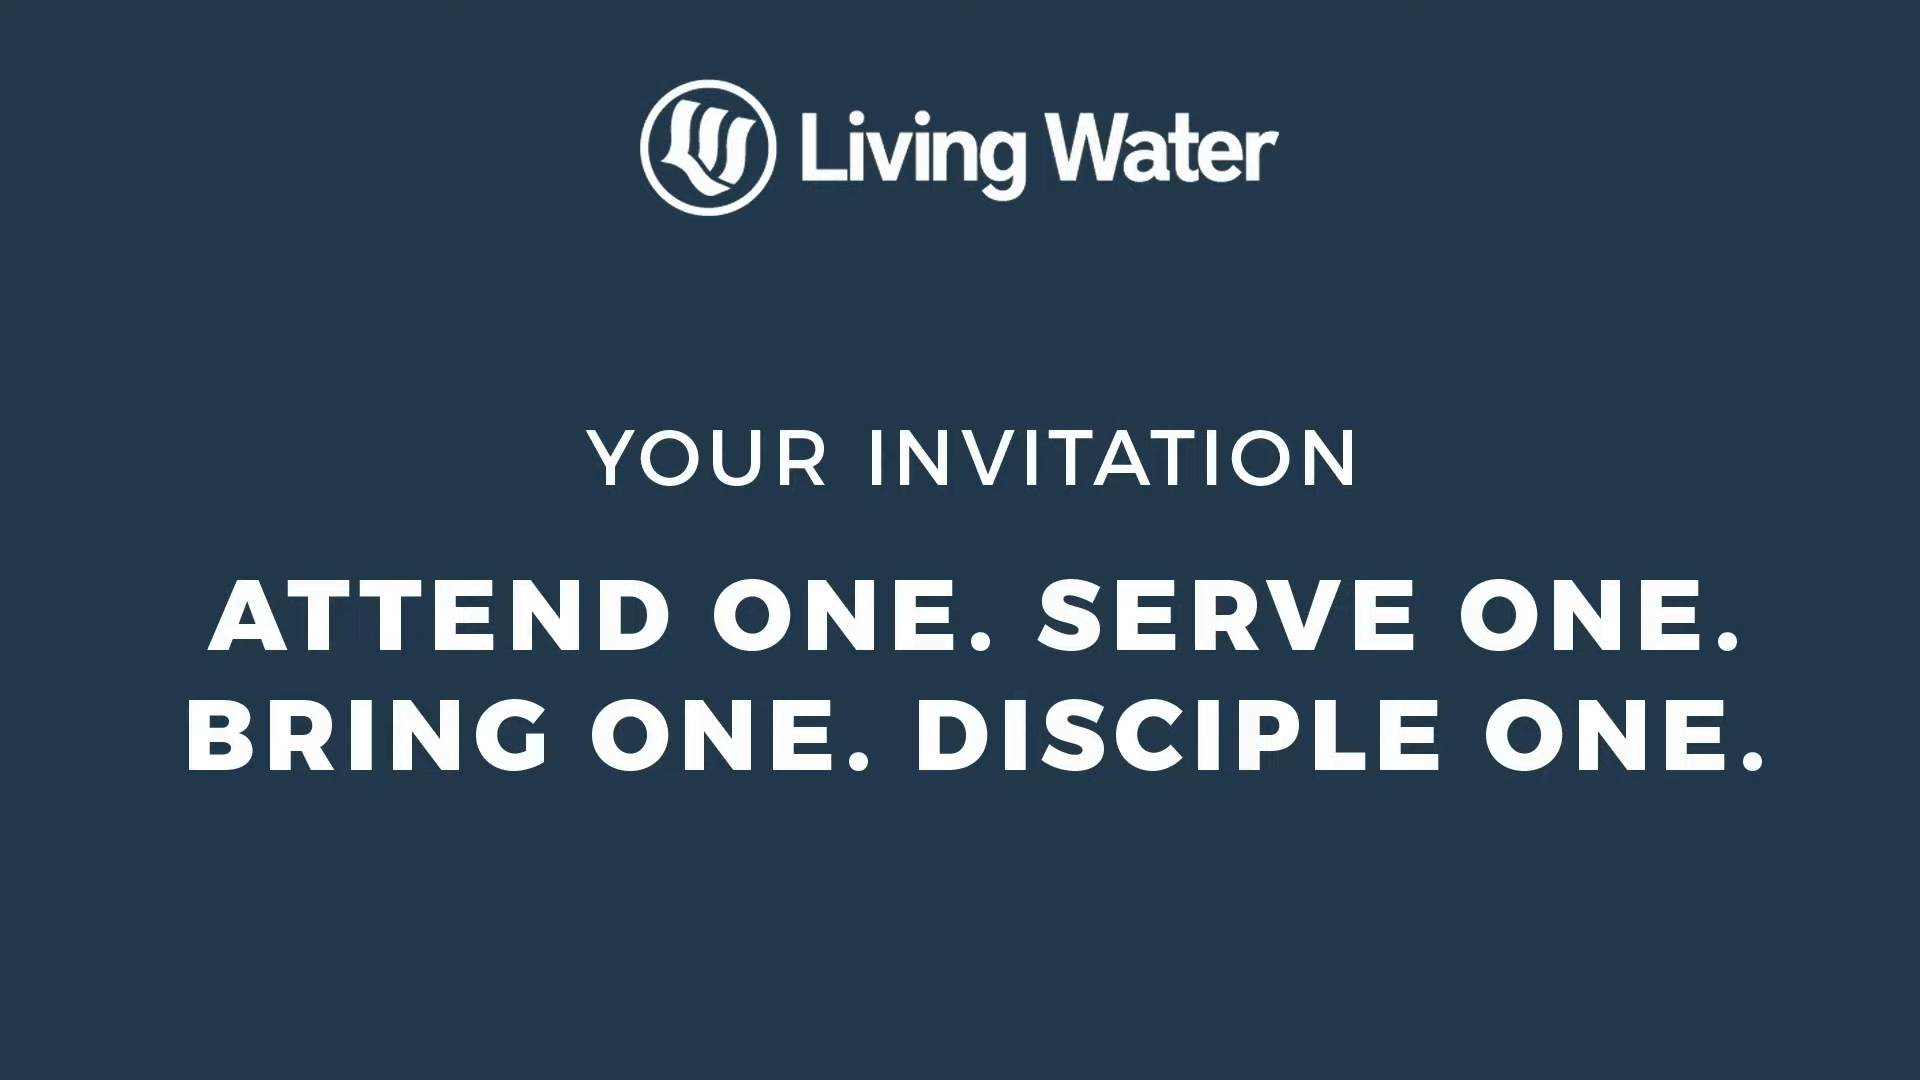 Living Water
YOUR INVITATION
ATTEND ONE. SERVE ONE.
BRING ONE. DISCIPLE ONE.